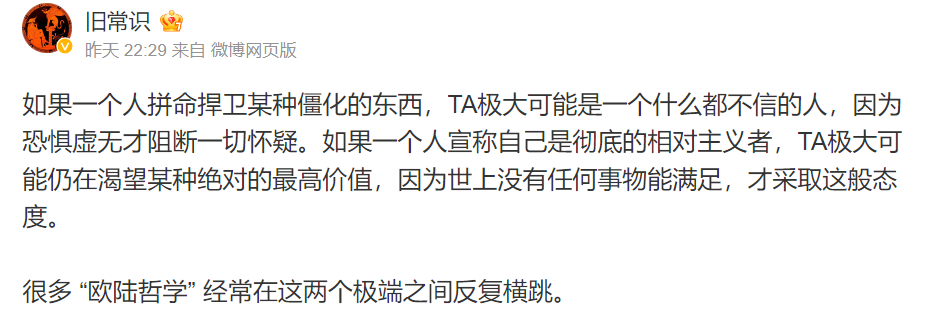 旧常识
昨天 22:29 来自 微博网页版
如果一个人拼命捍卫某种僵化的东西，TA极大可能是一个什么都不信的人，因为
恐惧虚无才阻断一切怀疑。如果一个人宣称自己是彻底的相对主义者，TA极大可
能仍在渴望某种绝对的最高价值，因为世上没有任何事物能满足，才采取这般态
度。
很多 “欧陆哲学” 经常在这两个极端之间反复横跳。